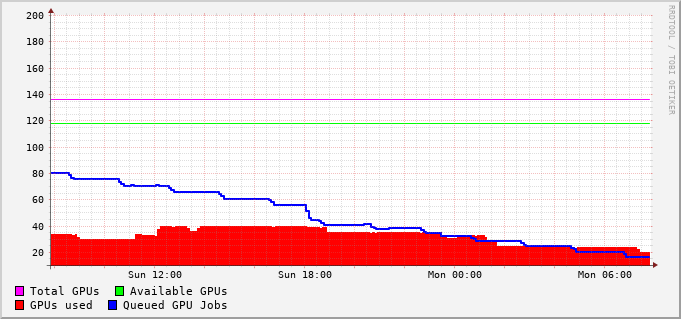 200
180
160
140
120
100
80
60
40
20
Sun 12:00 Sun 18:00 Mon 00:00 Mon 06:00
Total GPUs Available GPUs
GPUs used Queued GPU Jobs
RRDTOOL / TOBI OETIKER